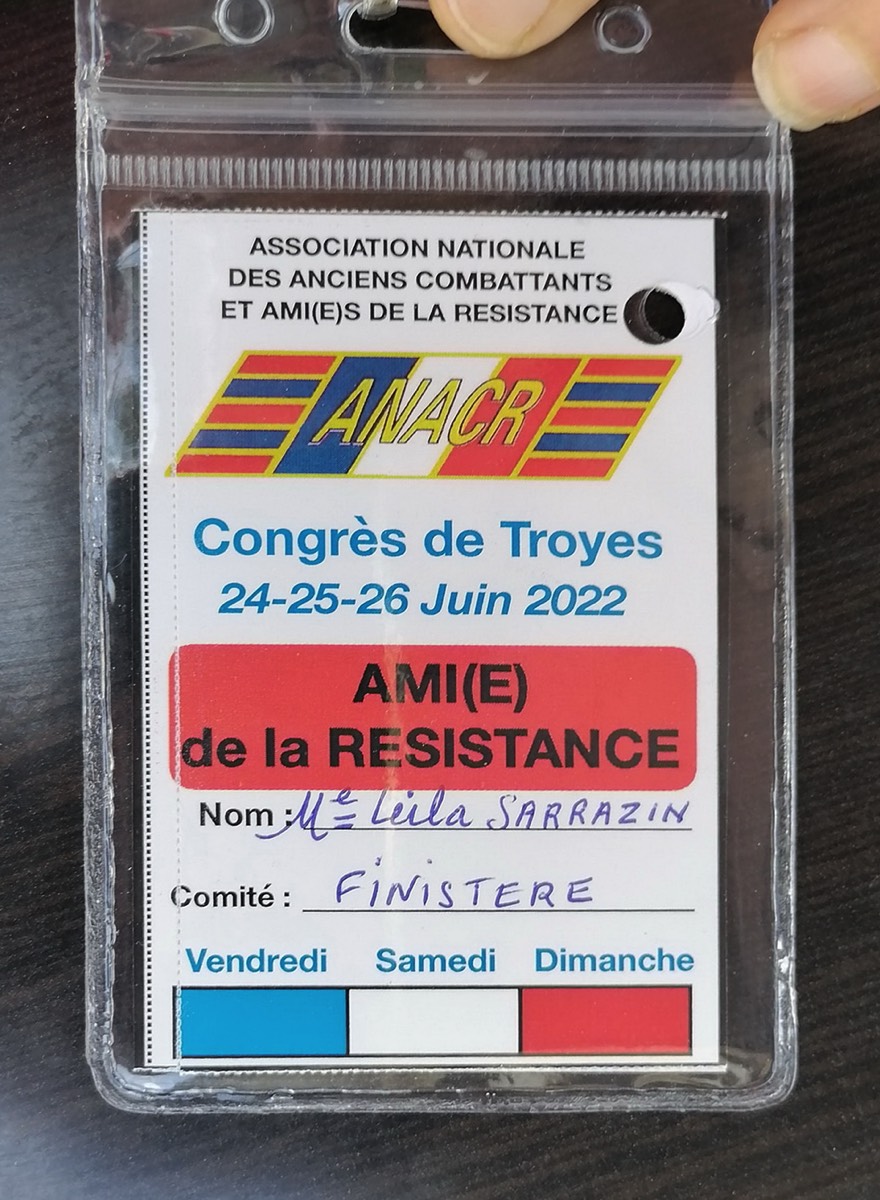 ASSOCIATION NATIONALE
DES ANCIENS COMBATTANTS
ET AMI(E)S DE LA RESISTANCE
ANACR
Congrès de Troyes
24-25-26 Juin 2022
AMI(E)
de la RESISTANCE
Nom : Me Leila SARRAZIN
Comité : FINISTERE
Vendredi Samedi Dimanche